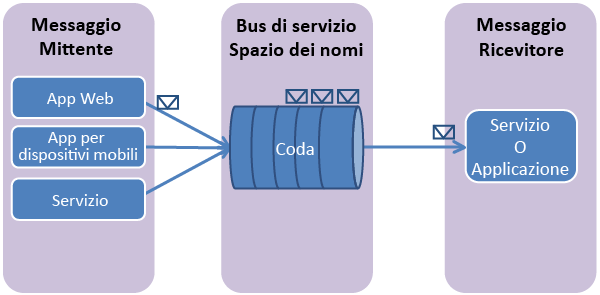 Messaggio
Mittente
App Web
App per
dispositivi mobili
Servizio
Bus di servizio
Spazio dei nomi
Coda
Messaggio
Ricevitore
Servizio
O
Applicazione